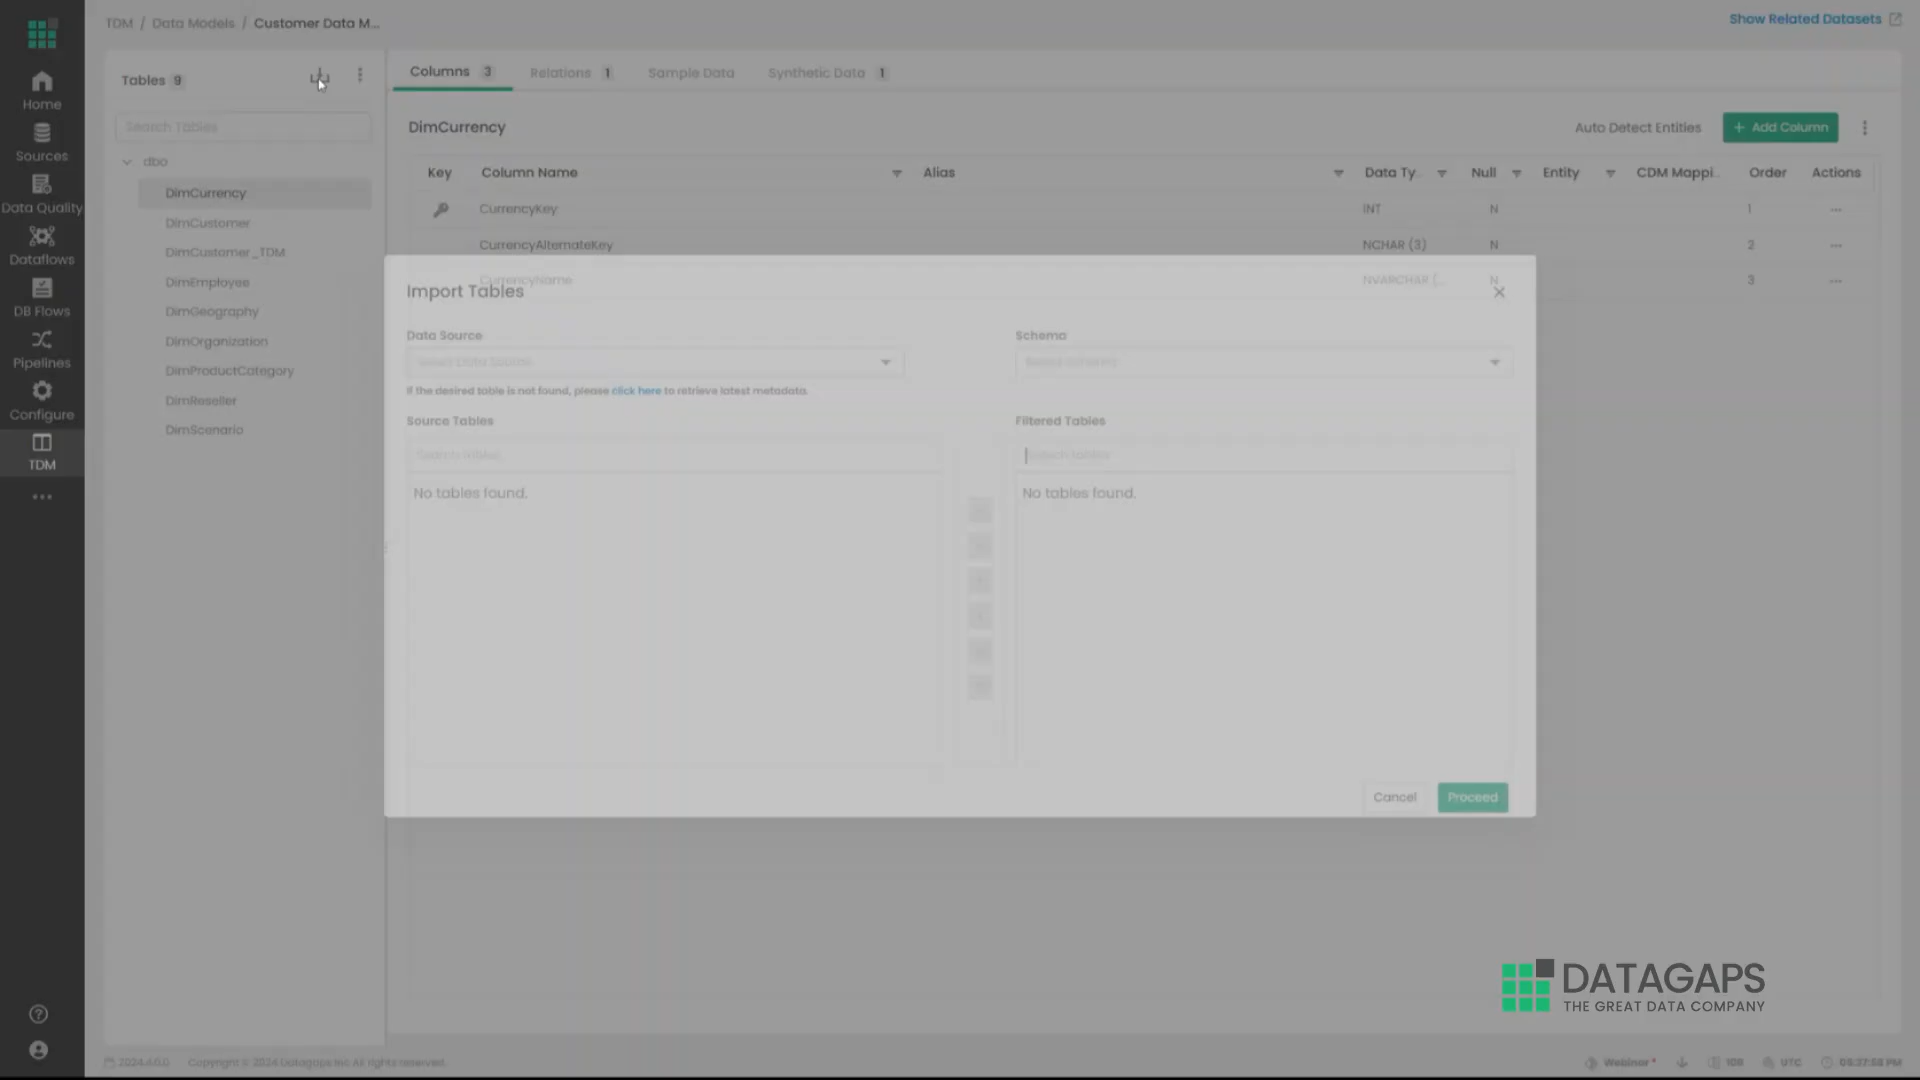 TDM / Data Models / Customer Data M...
Show Related Datasets
Home
Sources
Data Quality
Dataflows
DB Flows
Pipelines
Configure
TDM
Tables 9
Search Tables
dbo
DimCurrency
DimCustomer
DimCustomer_TDM
DimEmployee
DimGeography
DimOrganization
DimProductCategory
DimReseller
DimScenario
Columns 3
Relations 1
Sample Data
Synthetic Data 1
DimCurrency
Auto Detect Entities
+ Add Column
Key Column Name Alias Data Ty.. Null Entity CDM Mappi.. Order Actions
CurrencyKey INT N 1 ...
CurrencyAlternateKey NCHAR (3) N 2 ...
CurrencyName NVARCHAR (... N 3 ...
Import Tables
Data Source
Select Data Source
Schema
Select Schema
If the desired table is not found, please click here to retrieve latest metadata.
Source Tables
Search tables
No tables found.
Filtered Tables
Search tables
No tables found.
Cancel
Proceed
DATAGAPS
THE GREAT DATA COMPANY
2024.4.0.0 Copyright © 2024 Datagaps Inc All rights reserved.
Webinor * UTC